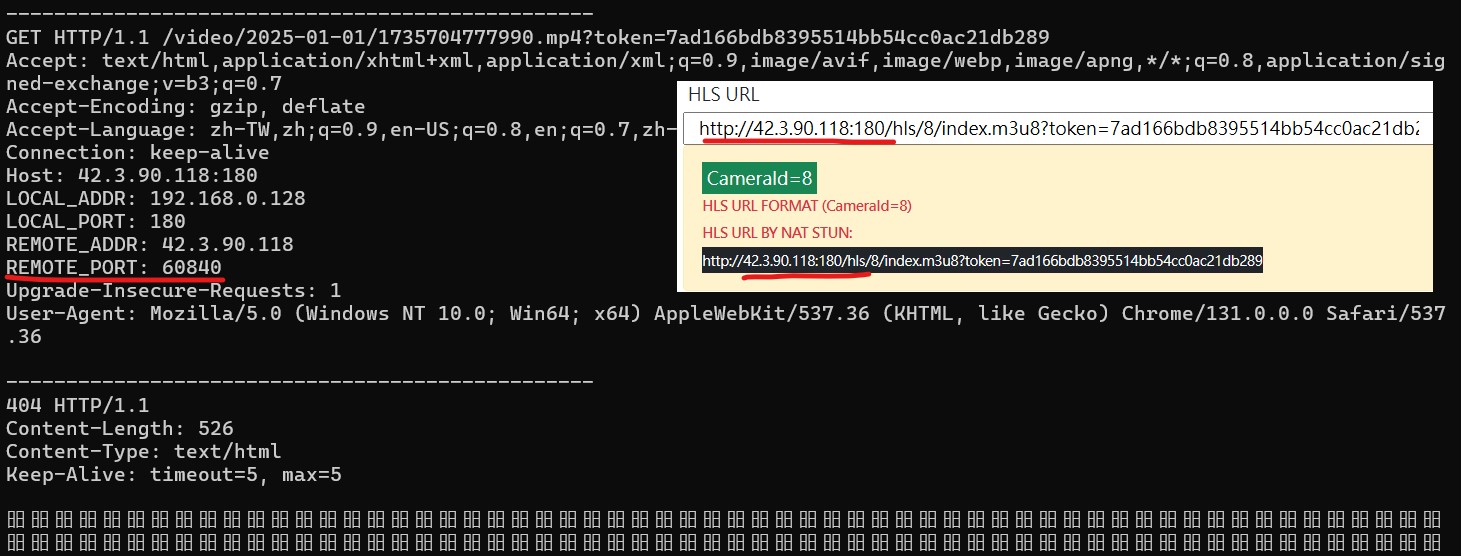 --------------------------------------------------
GET HTTP/1.1 /video/2025-01-01/1735704777990.mp4?token=7ad166bdb8395514bb54cc0ac21db289
Accept: text/html,application/xhtml+xml,application/xml;q=0.9,image/avif,image/webp,image/apng,*/*;q=0.8,application/sig
ned-exchange;v=b3;q=0.7
Accept-Encoding: gzip, deflate
Accept-Language: zh-TW,zh;q=0.9,en-US;q=0.8,en;q=0.7,zh-
Connection: keep-alive
Host: 42.3.90.118:180
LOCAL_ADDR: 192.168.0.128
LOCAL_PORT: 180
REMOTE_ADDR: 42.3.90.118
REMOTE_PORT: 60840
Upgrade-Insecure-Requests: 1
User-Agent: Mozilla/5.0 (Windows NT 10.0; Win64; x64) AppleWebKit/537.36 (KHTML, like Gecko) Chrome/131.0.0.0 Safari/537
.36
--------------------------------------------------
404 HTTP/1.1
Content-Length: 526
Content-Type: text/html
Keep-Alive: timeout=5, max=5
HLS URL
http://42.3.90.118:180/hls/8/index.m3u8?token=7ad166bdb8395514bb54cc0ac21db2
CameraId=8
HLS URL FORMAT (CameraId=8)
HLS URL BY NAT STUN:
http://42.3.90.118:180/hls/8/index.m3u8?token=7ad166bdb8395514bb54cc0ac21db289